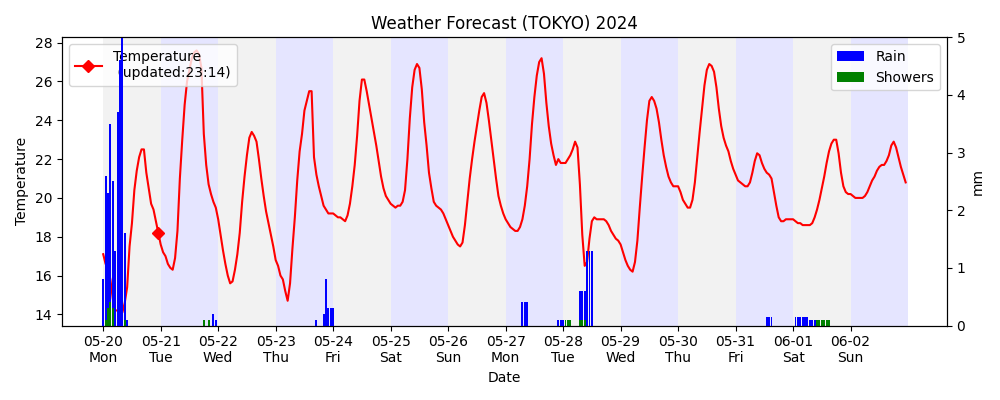 Weather Forecast (TOKYO) 2024
Temperature
(updated:23:14)
Rain
Showers
Temperature
28
26
24
22
20
18
16
14
5
4
3
2
1
0
mm
05-20 05-21 05-22 05-23 05-24 05-25 05-26 05-27 05-28 05-29 05-30 05-31 06-01 06-02
Mon Tue Wed Thu Fri Sat Sun Mon Tue Wed Thu Fri Sat Sun
Date